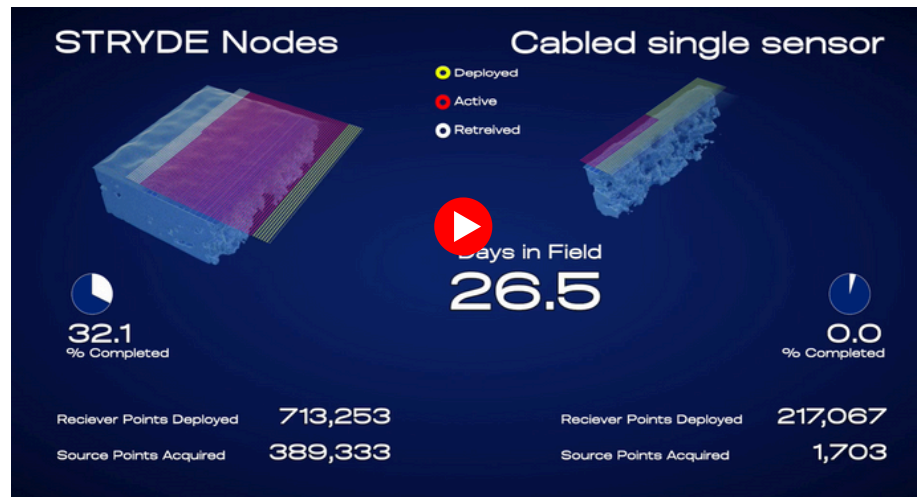 STRYDE Nodes
Cabled single sensor
Deployed
Active
Retreived
Days in Field
26.5
32.1
% Completed
0.0
% Completed
Reciever Points Deployed 713,253
Source Points Acquired 389,333
Reciever Points Deployed 217,067
Source Points Acquired 1,703